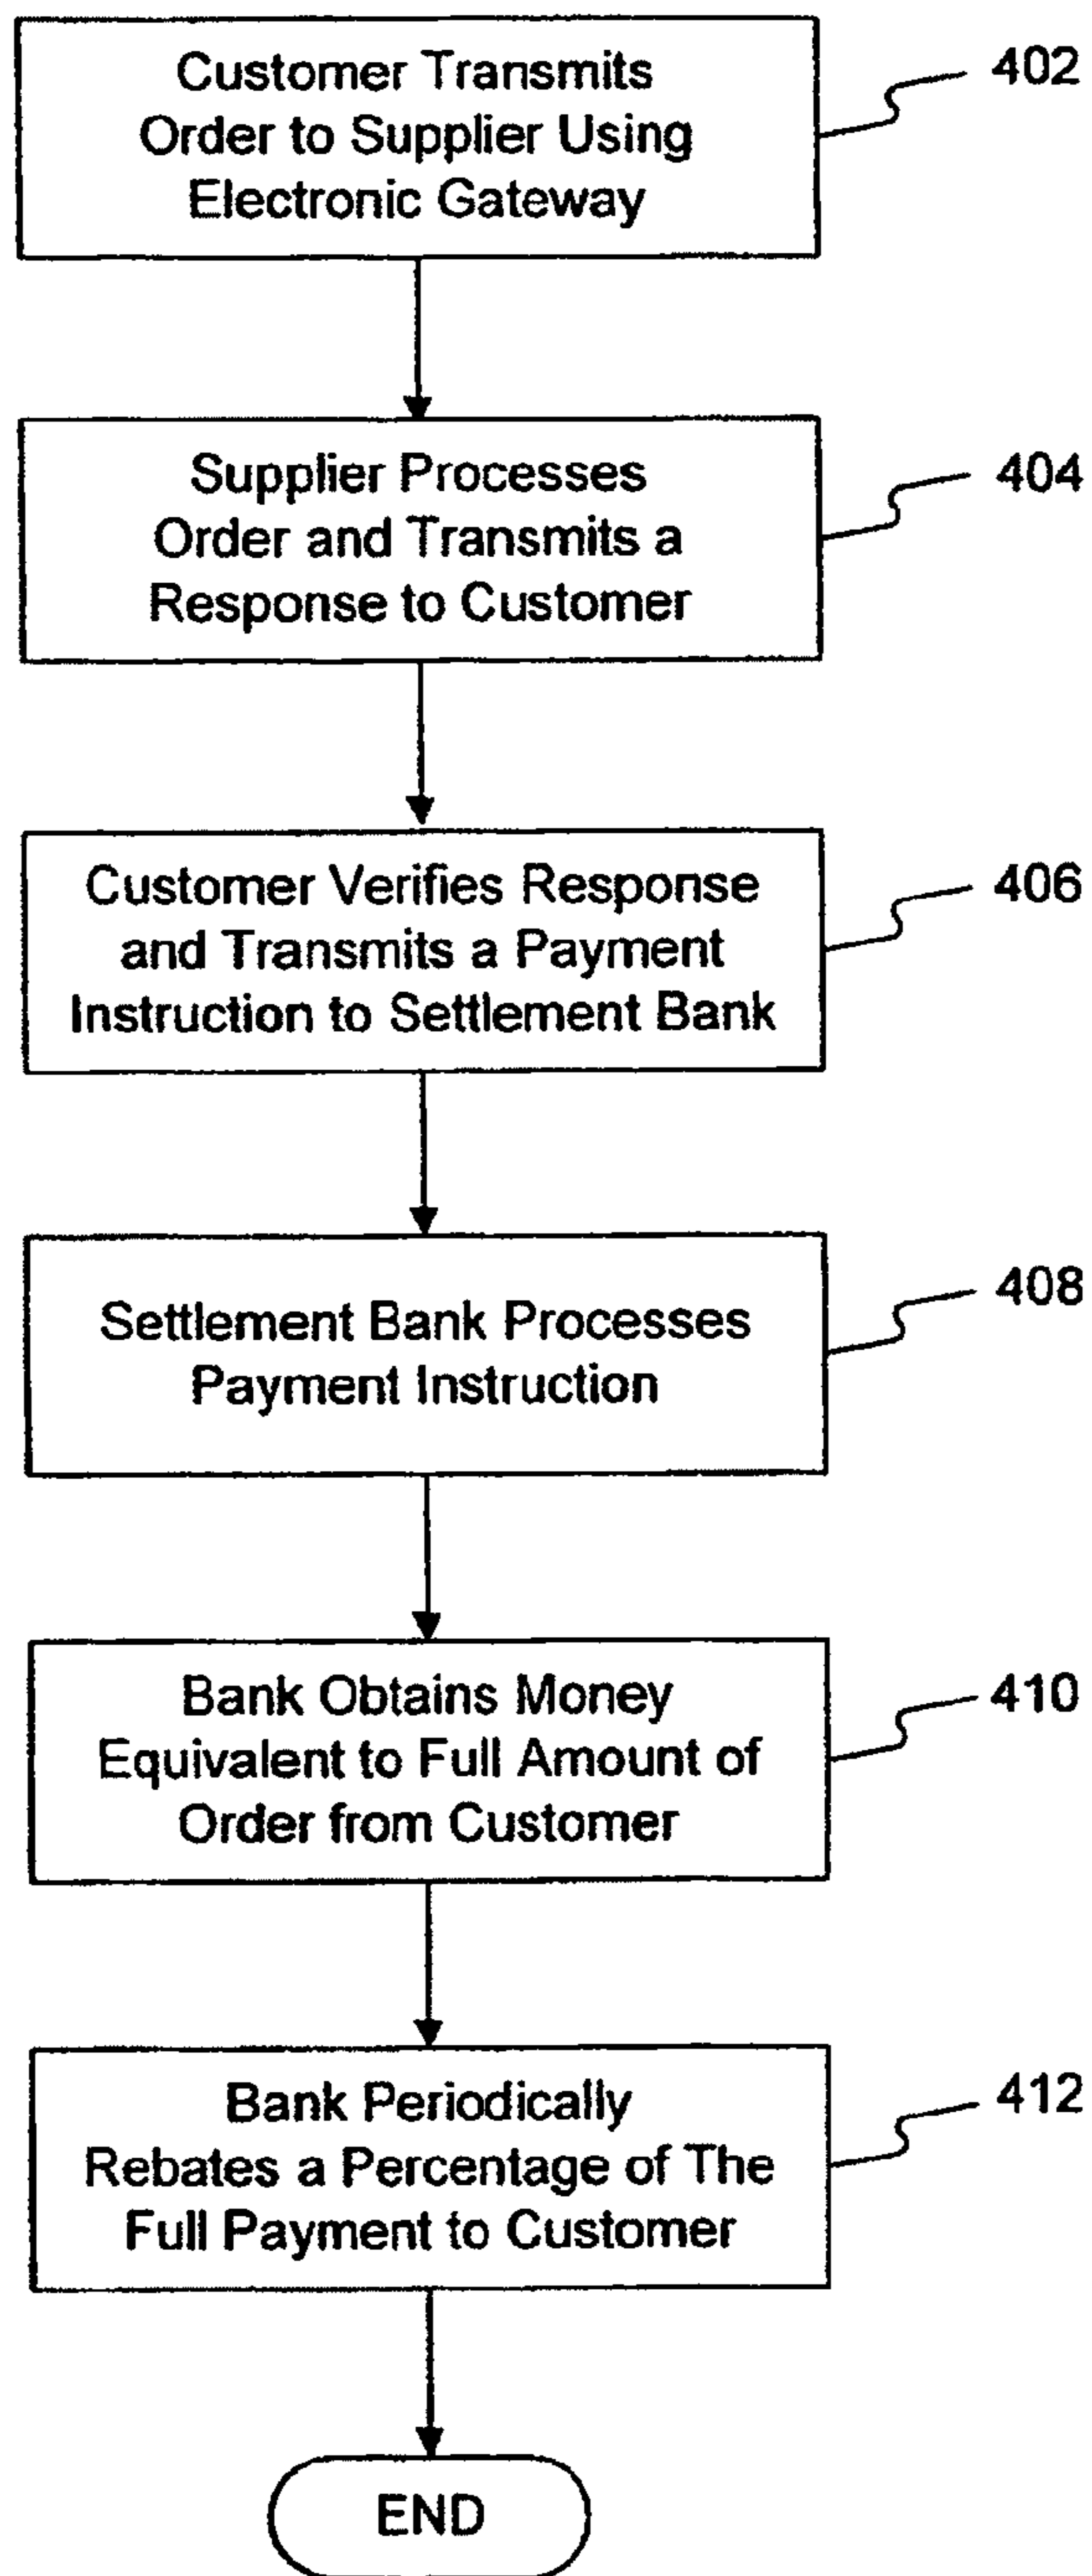 Customer Transmits
Order to Supplier Using
Electronic Gateway
402
Supplier Processes
Order and Transmits a
Response to Customer
404
Customer Verifies Response
and Transmits a Payment
Instruction to Settlement Bank
406
Settlement Bank Processes
Payment Instruction
408
Bank Obtains Money
Equivalent to Full Amount of
Order from Customer
410
Bank Periodically
Rebates a Percentage of The
Full Payment to Customer
412
END